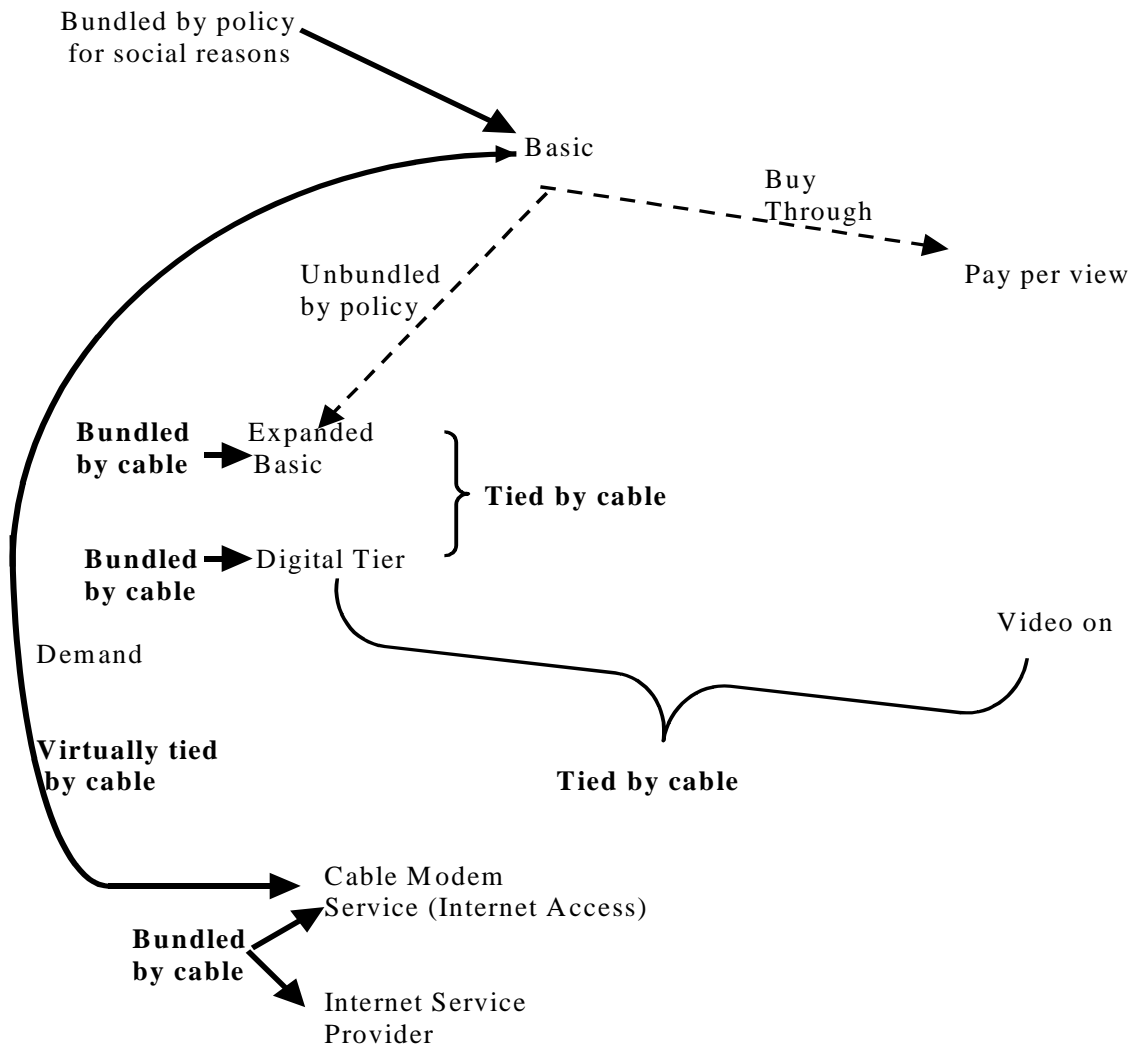 Bundled by policy
for social reasons
Basic
Buy
Through
Unbundled
by policy
Pay per view
Bundled
by cable
Expanded
Basic
Tied by cable
Bundled
by cable
Digital Tier
Video on
Demand
Virtually tied
by cable
Tied by cable
Cable Modem
Service (Internet Access)
Bundled
by cable
Internet Service
Provider